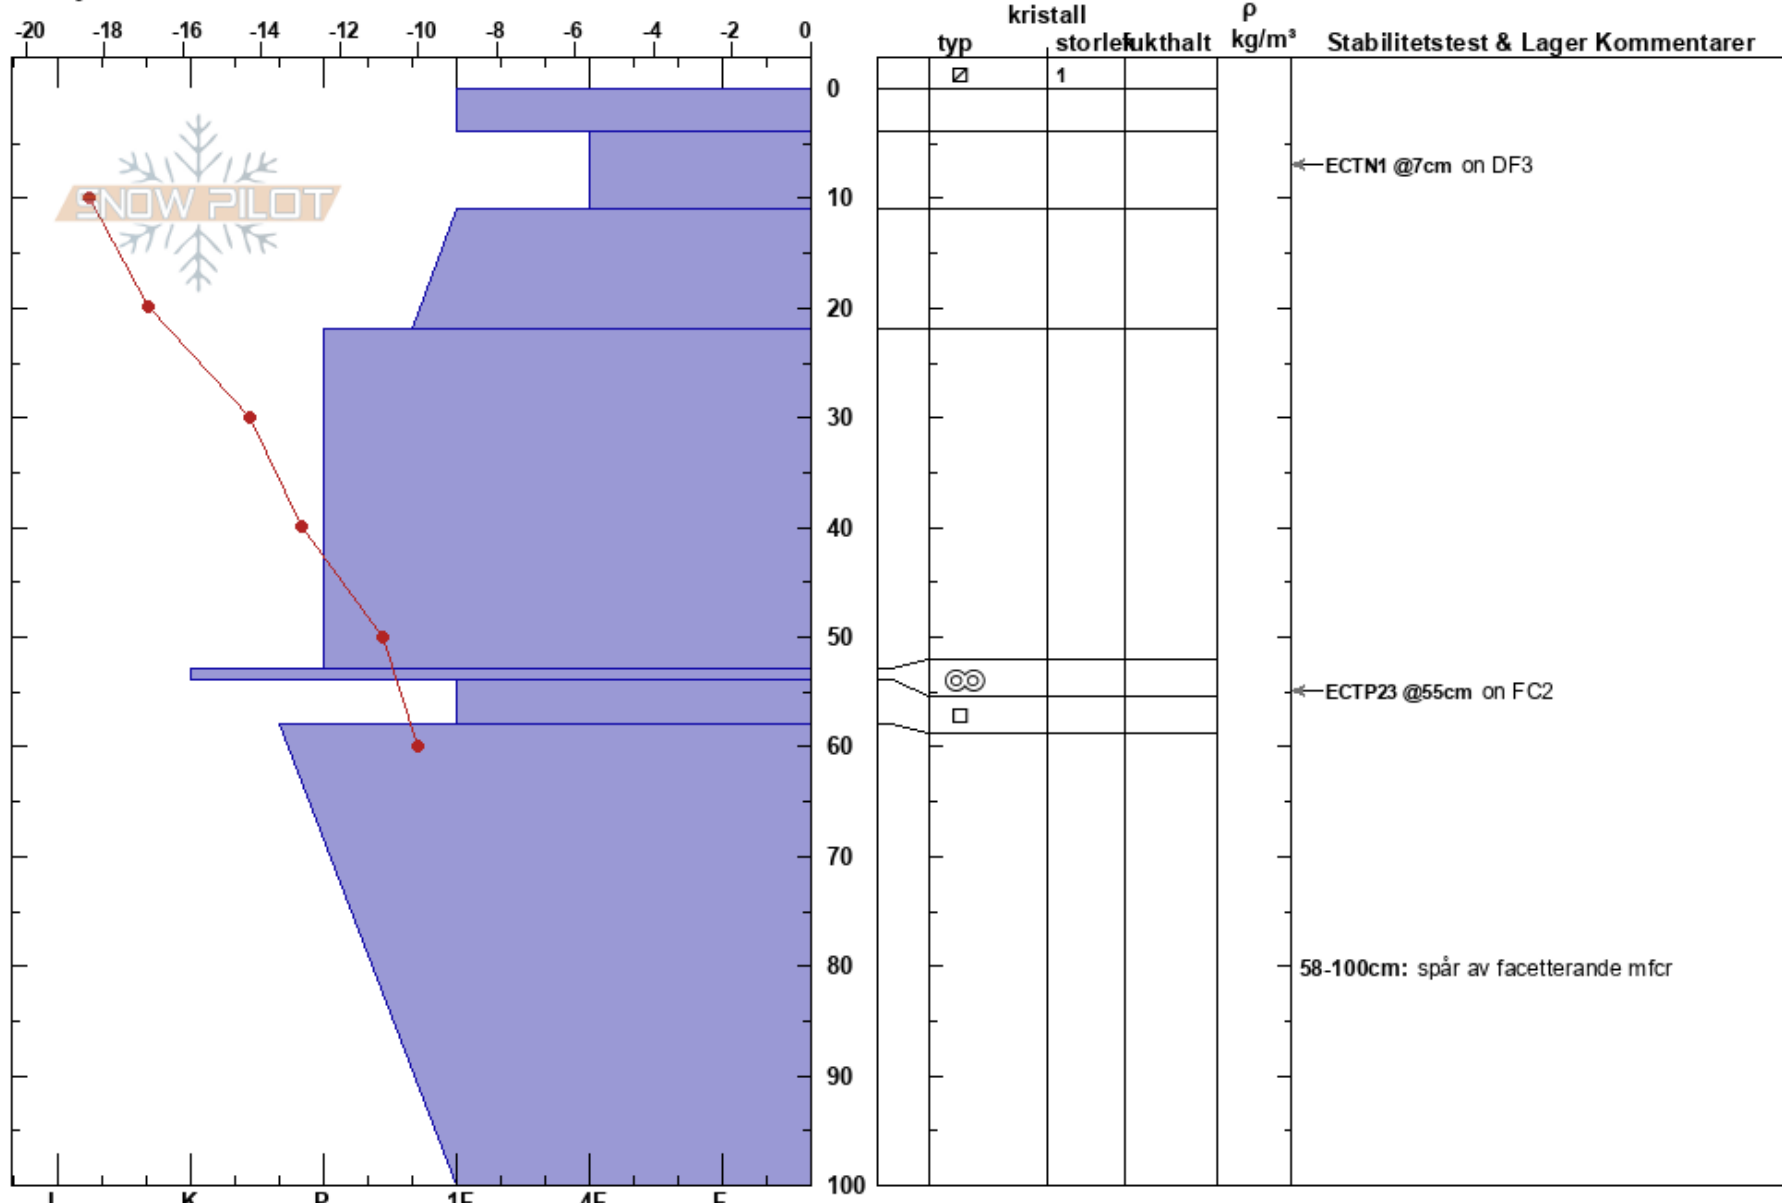 kristall ρ
-20 -18 -16 -14 -12 -10 -8 -6 -4 -2 0 typ storlek fukthalt kg/m³ Stabilitetstest & Lager Kommentarer
1
0
ECTN1 @7cm on DF3
10
SNOW PILOT
20
30
40
50
ECTP23 @55cm on FC2
60
70
80 58-100cm: spår av facetterande mfcr
90
100
I K P 1F 4F F